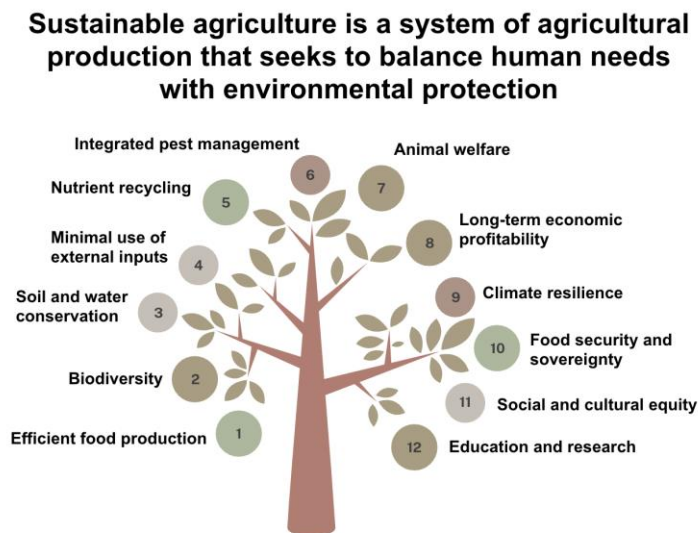 Sustainable agriculture is a system of agricultural
production that seeks to balance human needs
with environmental protection
Integrated pest management
6
Animal welfare
7
Nutrient recycling
5
Long-term economic
profitability
8
Minimal use of
external inputs
4
Climate resilience
9
Soil and water
conservation
3
Food security and
sovereignty
10
Biodiversity
2
Social and cultural equity
11
Efficient food production
1
Education and research
12